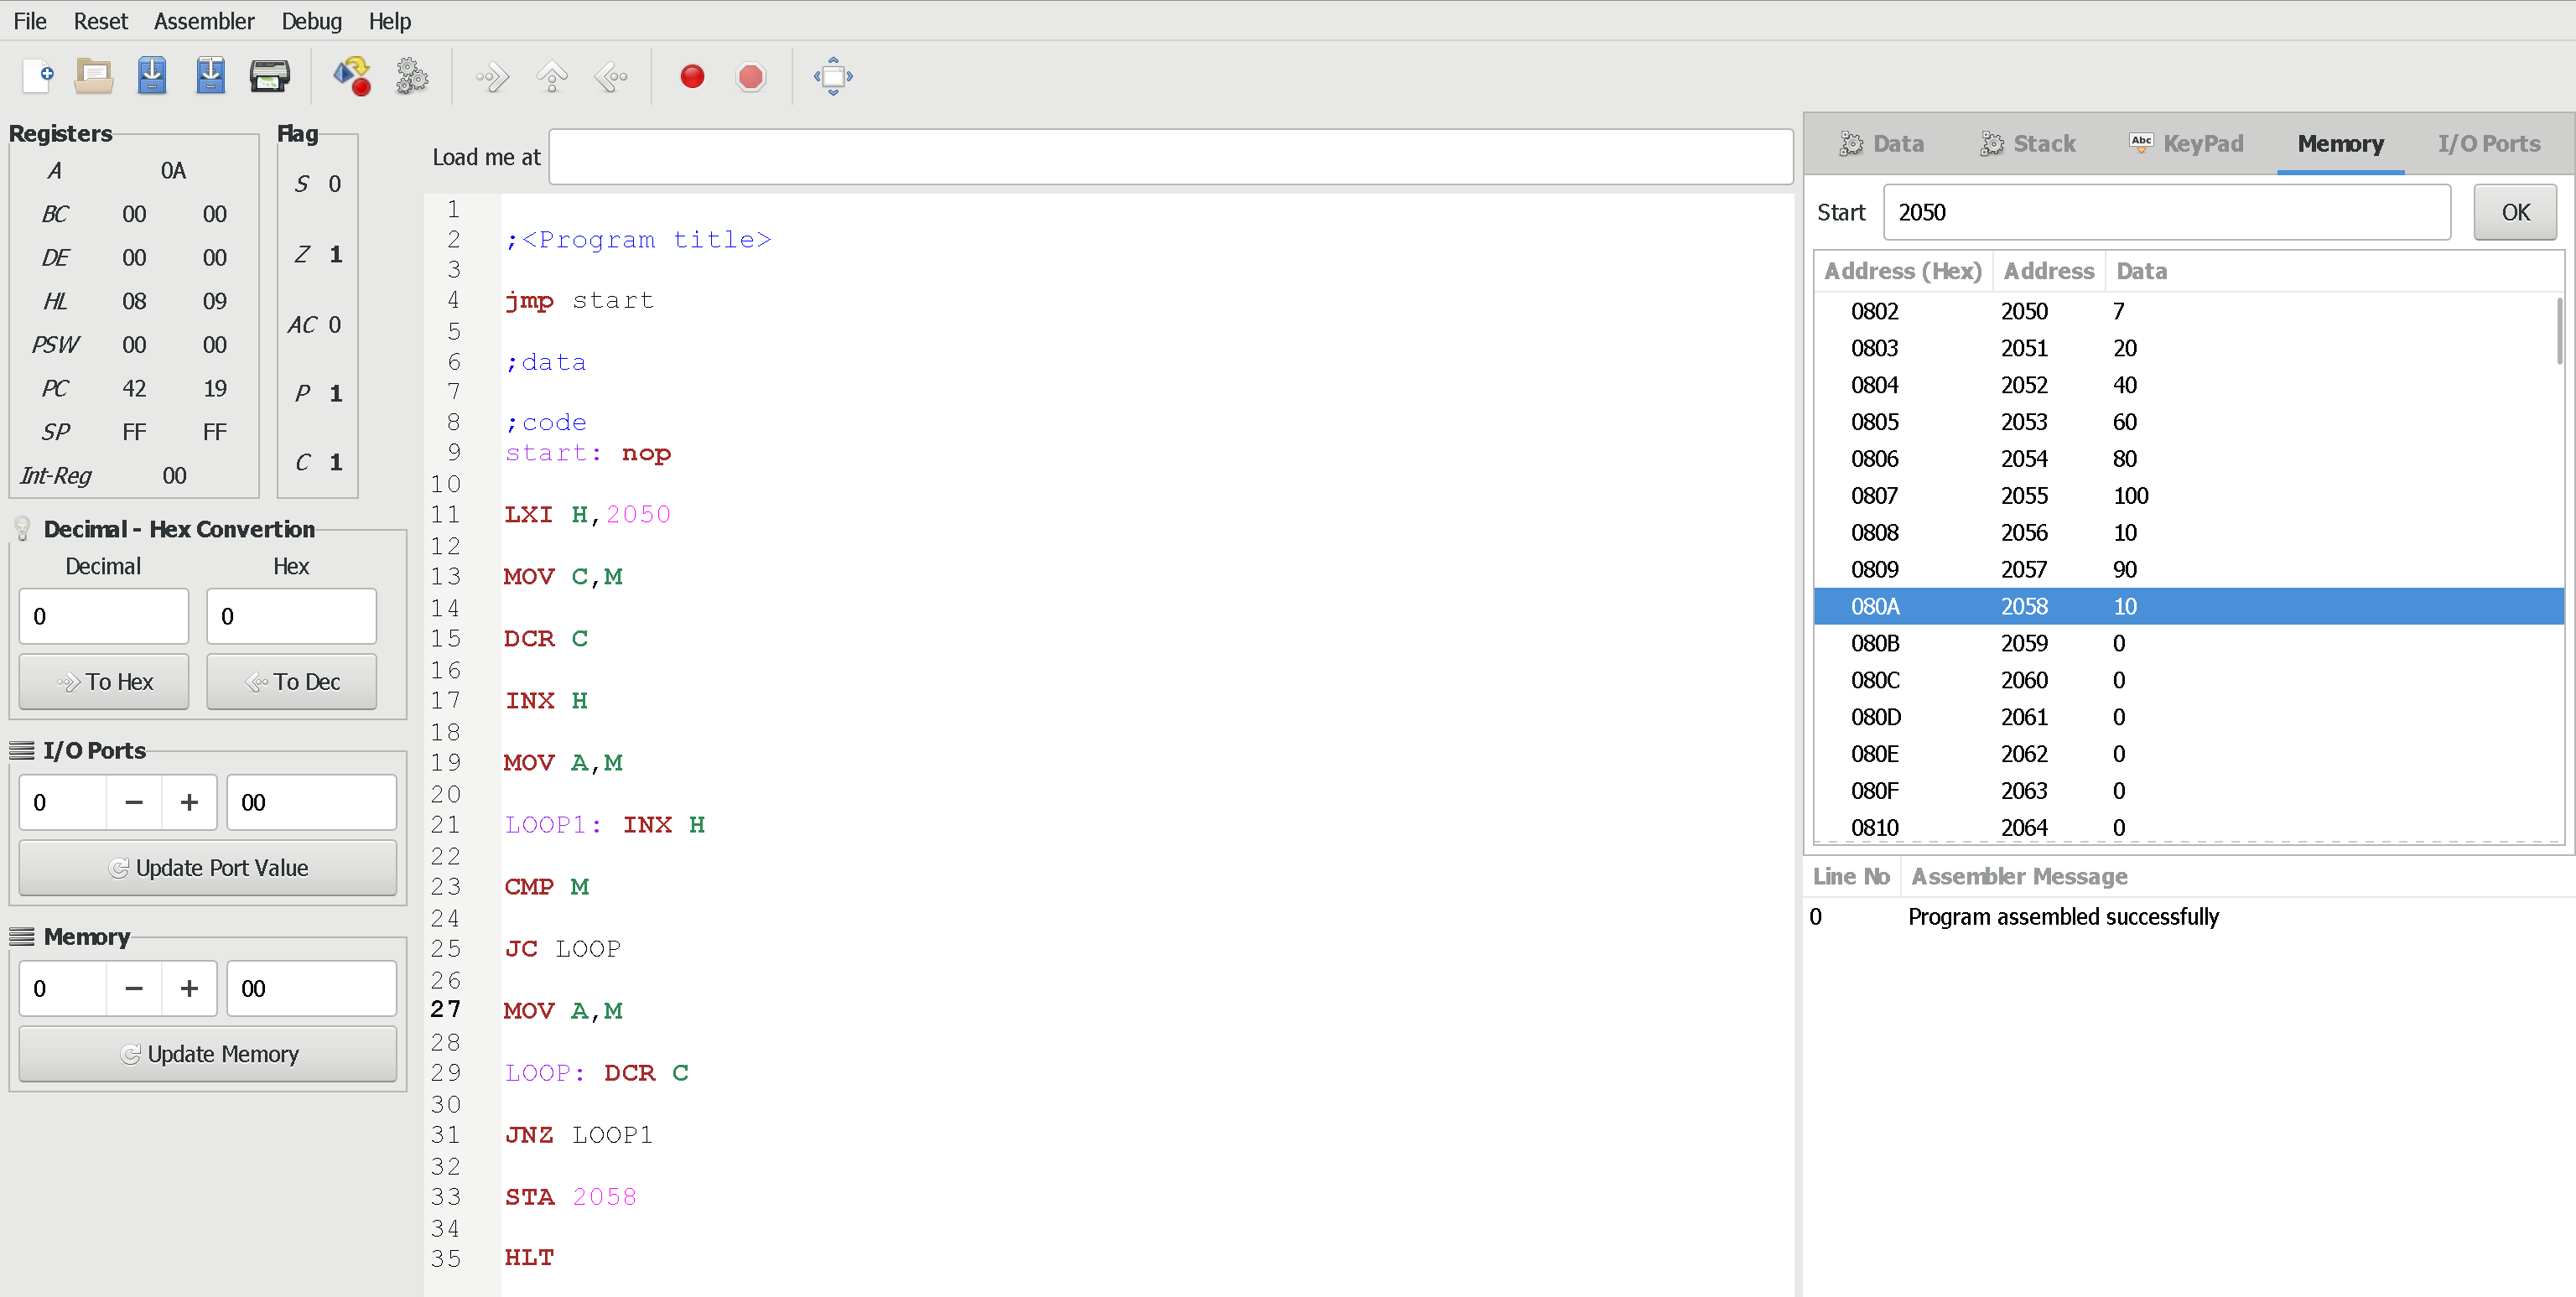 File Reset Assembler Debug Help
Registers
A 0A
BC 00 00
DE 00 00
HL 08 09
PSW 00 00
PC 42 19
SP FF FF
Int-Reg 00
Flag
S 0
Z 1
AC 0
P 1
C 1
Decimal - Hex Convertion
Decimal Hex
0 0
To Hex To Dec
I/O Ports
0 − + 00
Update Port Value
Memory
0 − + 00
Update Memory
Load me at
1
2 ;<Program title>
3
4 jmp start
5
6 ;data
7
8 ;code
9 start: nop
10
11 LXI H,2050
12
13 MOV C,M
14
15 DCR C
16
17 INX H
18
19 MOV A,M
20
21 LOOP1: INX H
22
23 CMP M
24
25 JC LOOP
26
27 MOV A,M
28
29 LOOP: DCR C
30
31 JNZ LOOP1
32
33 STA 2058
34
35 HLT
Data Stack Abc KeyPad Memory I/O Ports
Start 2050 OK
Address (Hex) Address Data
0802 2050 7
0803 2051 20
0804 2052 40
0805 2053 60
0806 2054 80
0807 2055 100
0808 2056 10
0809 2057 90
080A 2058 10
080B 2059 0
080C 2060 0
080D 2061 0
080E 2062 0
080F 2063 0
0810 2064 0
Line No Assembler Message
0 Program assembled successfully